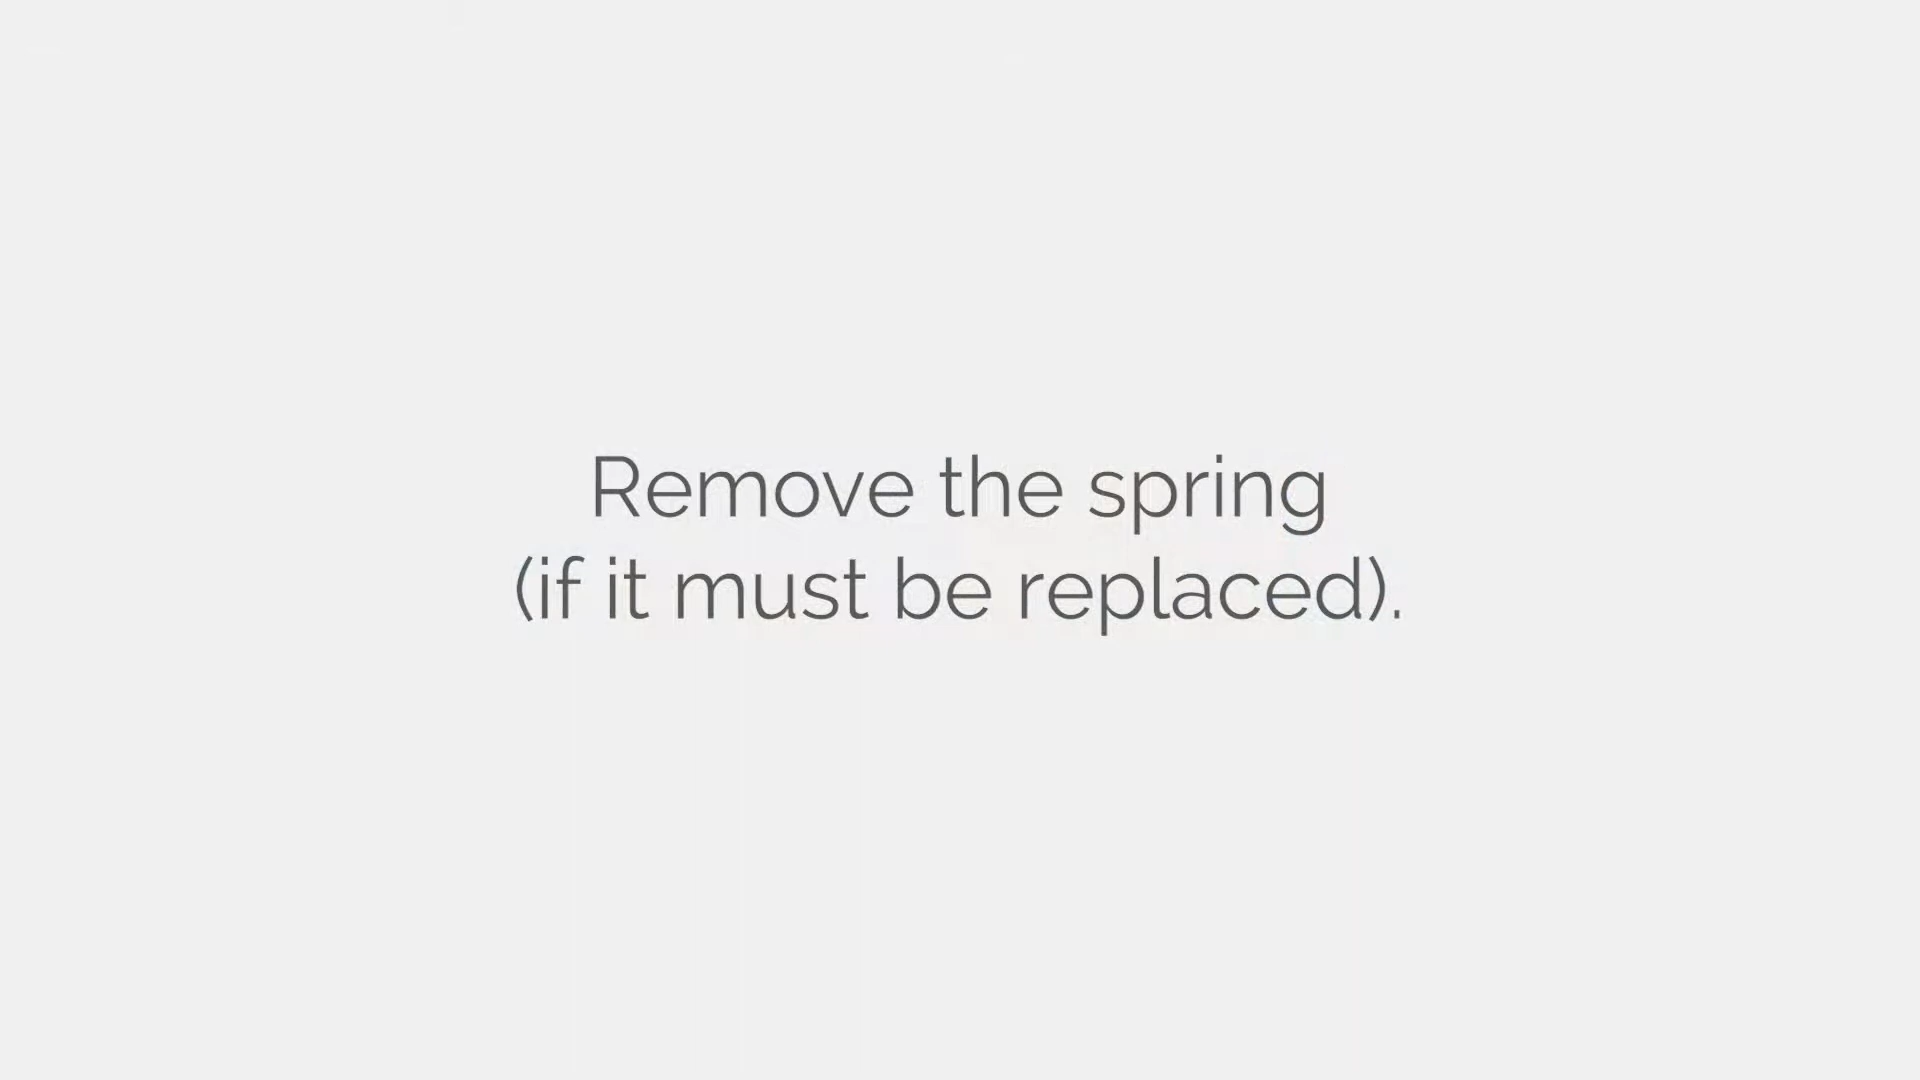 Remove the spring
(if it must be replaced).